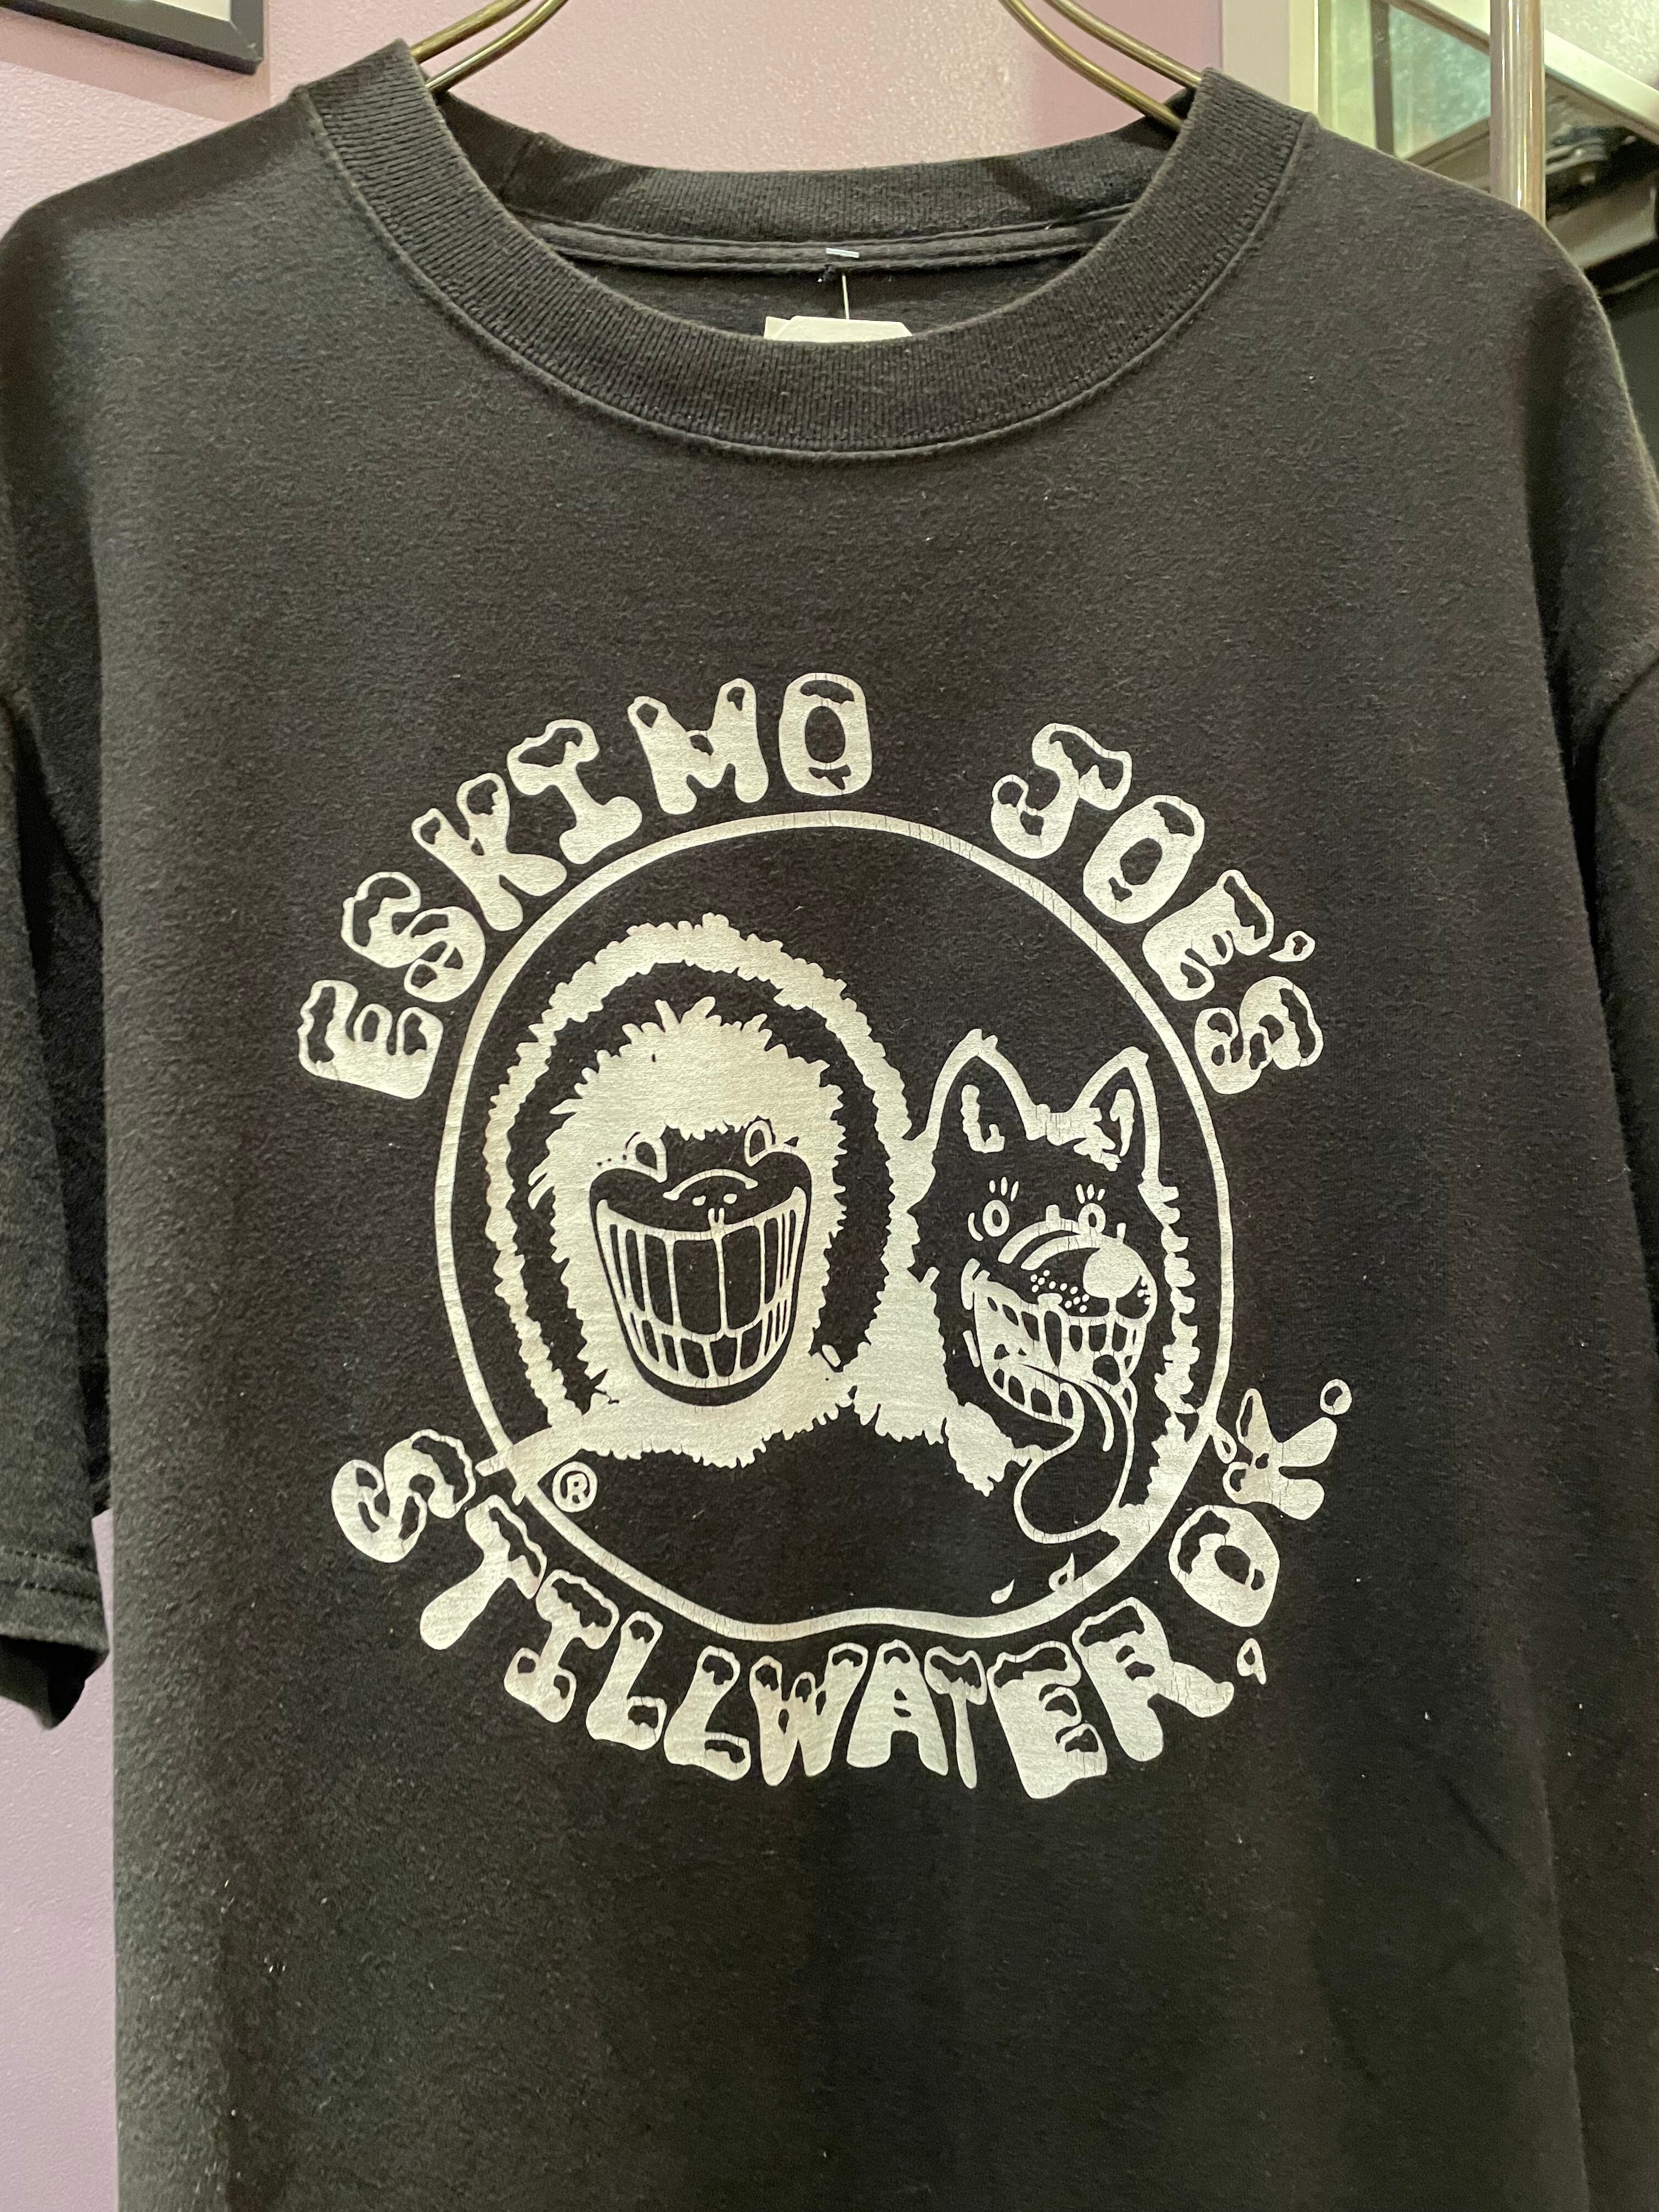 ESKIMO JOE'S
®
STILLWATER, OK.